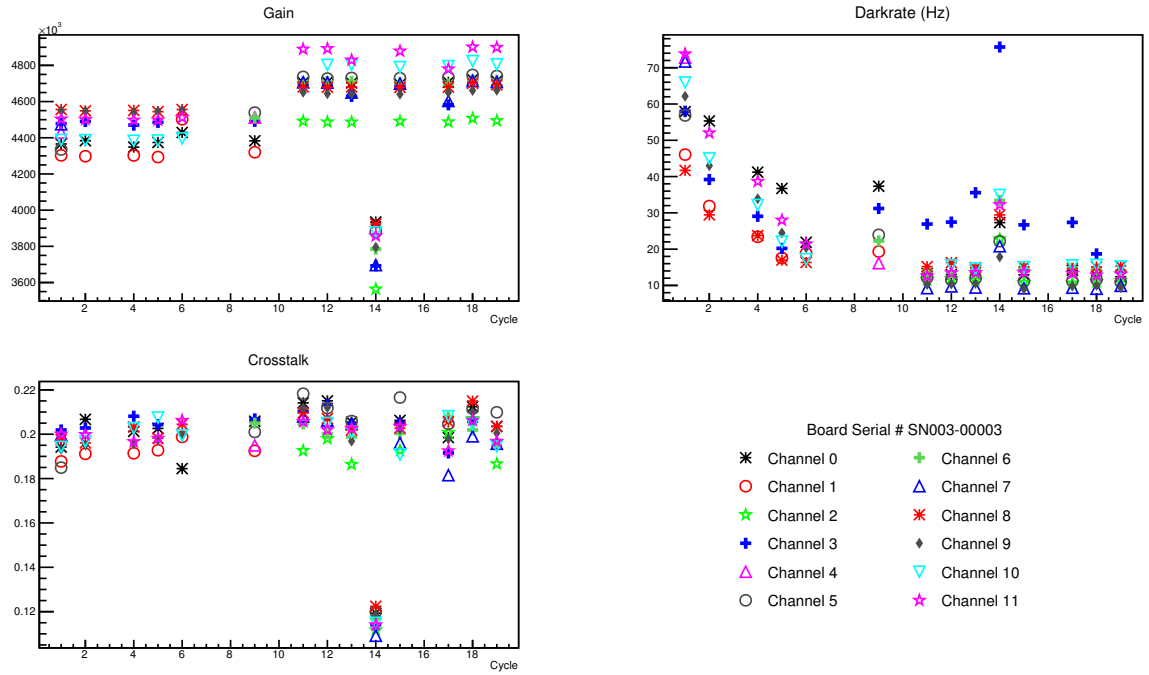 Gain
×10³
4800
4600
4400
4200
4000
3800
3600
2 4 6 8 10 12 14 16 18
Cycle
Darkrate (Hz)
70
60
50
40
30
20
10
2 4 6 8 10 12 14 16 18
Cycle
Crosstalk
0.22
0.2
0.18
0.16
0.14
0.12
2 4 6 8 10 12 14 16 18
Cycle
Board Serial # SN003-00003
Channel 0 Channel 6
Channel 1 Channel 7
Channel 2 Channel 8
Channel 3 Channel 9
Channel 4 Channel 10
Channel 5 Channel 11